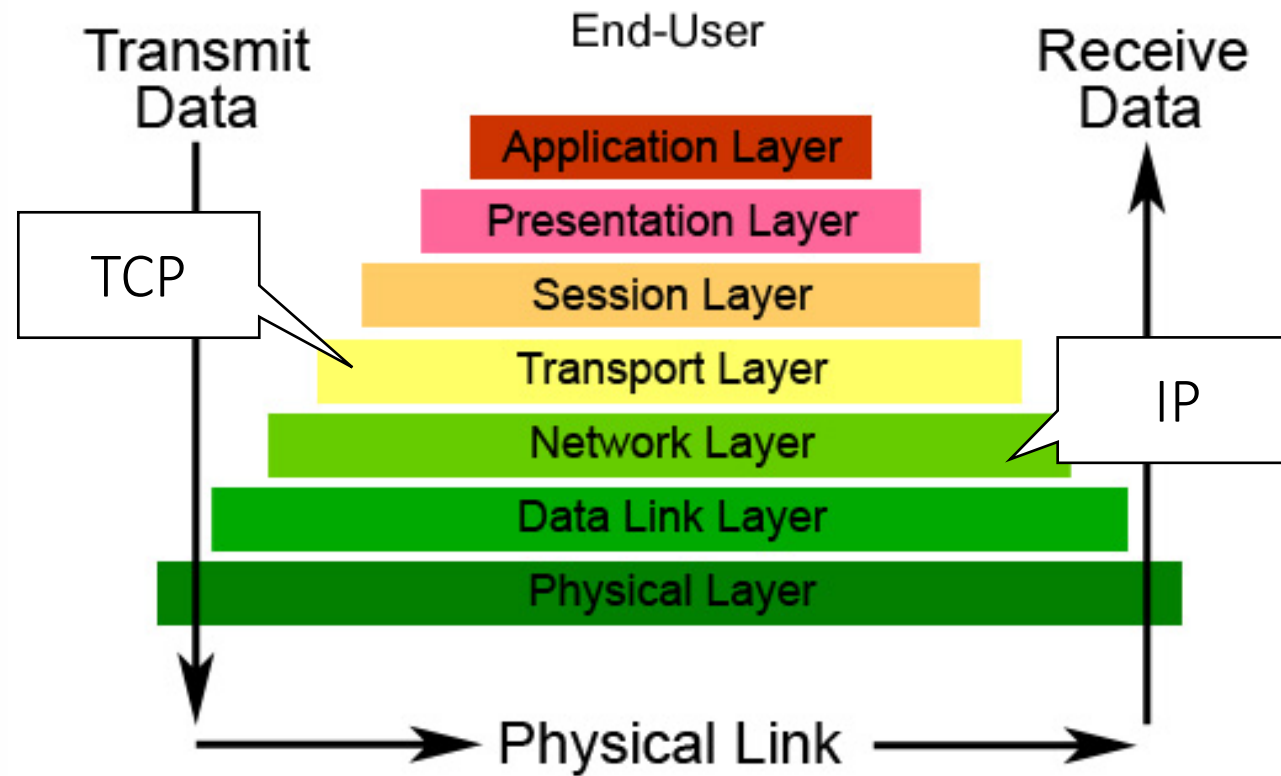 End-User
Transmit
Data
Receive
Data
Application Layer
Presentation Layer
TCP
Session Layer
Transport Layer
IP
Network Layer
Data Link Layer
Physical Layer
Physical Link